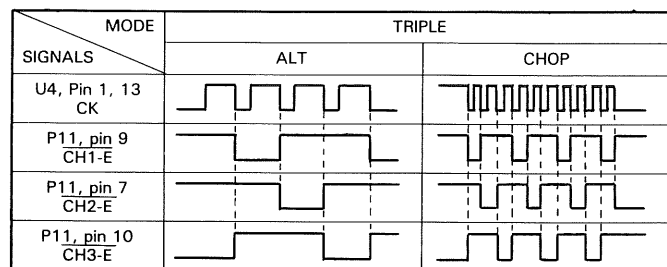 MODE
TRIPLE
SIGNALS
ALT
CHOP
U4, Pin 1, 13
CK
P11, pin 9
CH1-E
P11, pin 7
CH2-E
P11, pin 10
CH3-E